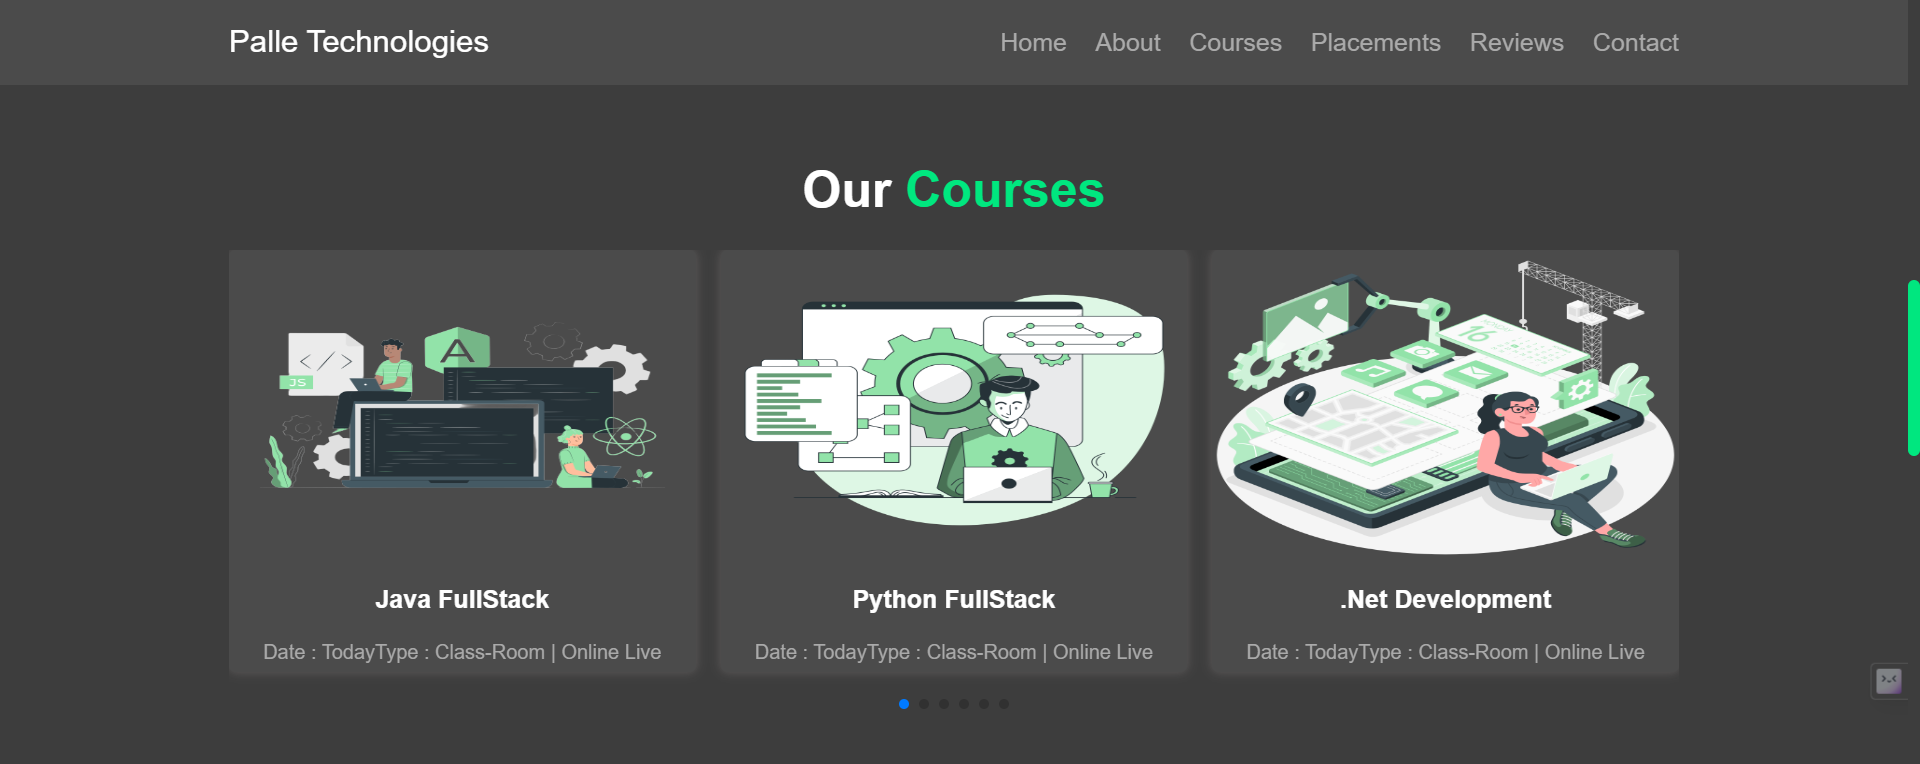 Palle Technologies
Home About Courses Placements Reviews Contact
Our Courses
JS
A
16
Java FullStack
Python FullStack
.Net Development
Date : TodayType : Class-Room | Online Live
Date : TodayType : Class-Room | Online Live
Date : TodayType : Class-Room | Online Live